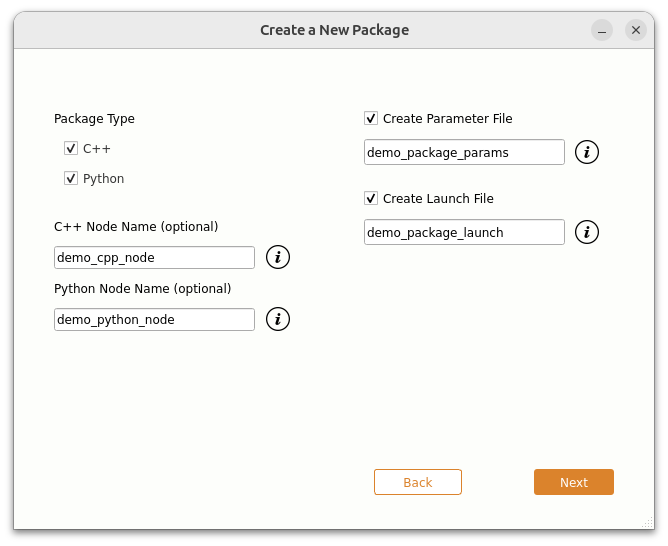 Create a New Package
Package Type
C++
Python
C++ Node Name (optional)
demo_cpp_node
Python Node Name (optional)
demo_python_node
Create Parameter File
demo_package_params
Create Launch File
demo_package_launch
Back
Next